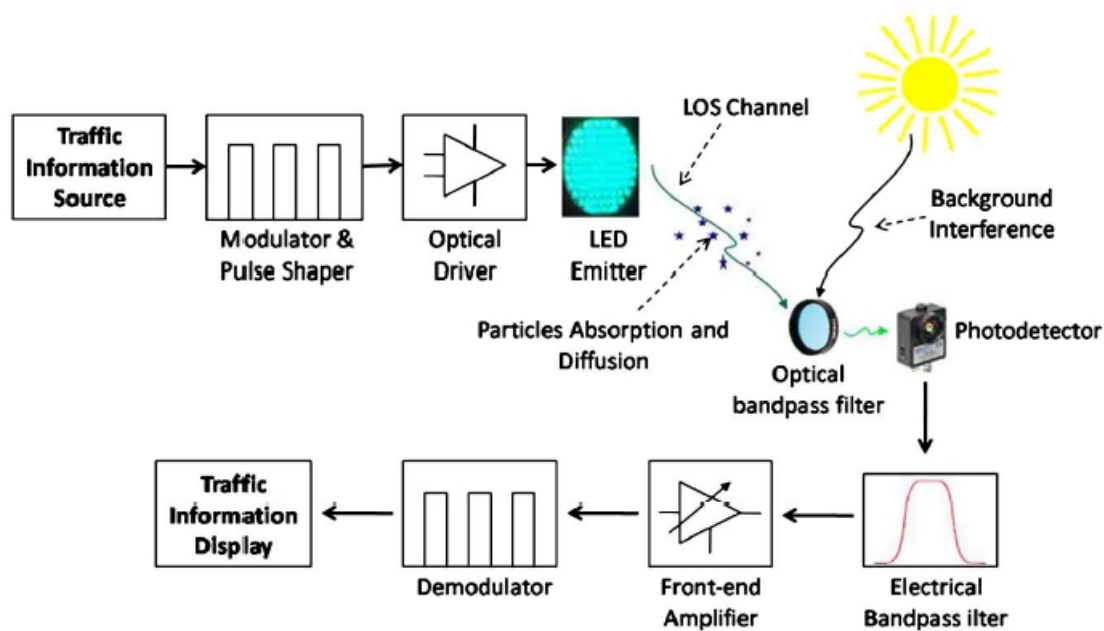 Traffic
Information
Source
Modulator &
Pulse Shaper
Optical
Driver
LED
Emitter
LOS Channel
Particles Absorption and
Diffusion
Background
Interference
Optical
bandpass filter
Photodetector
Traffic
Information
Display
Demodulator
Front-end
Amplifier
Electrical
Bandpass ilter